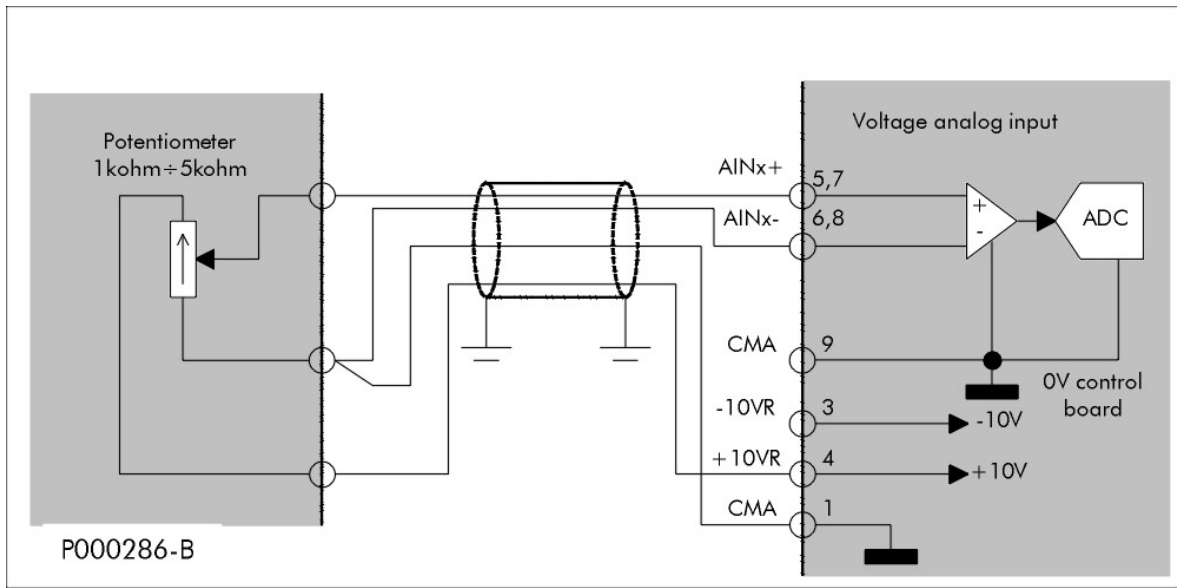 Potentiometer
1kohm÷5kohm
Voltage analog input
AINx+
5,7
AINx-
6,8
+
-
ADC
CMA
9
0V control
board
-10VR
3
-10V
+10VR
4
+10V
CMA
1
P000286-B